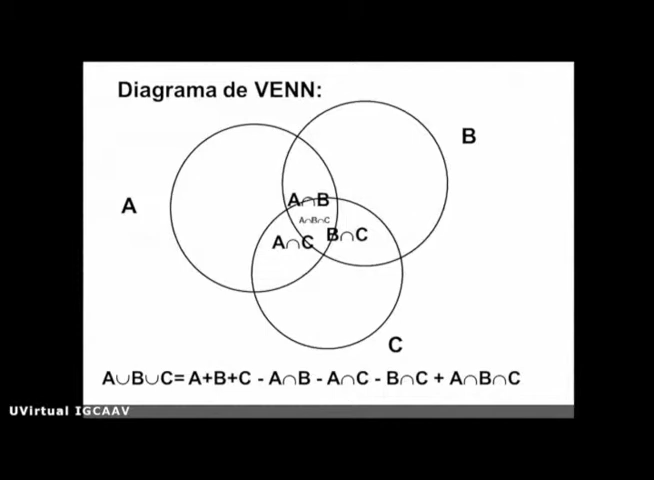 Diagrama de VENN:
B
A
A∩B
A∩B∩C
A∩C
B∩C
C
A∪B∪C= A+B+C - A∩B - A∩C - B∩C + A∩B∩C
UVirtual IGCAAV